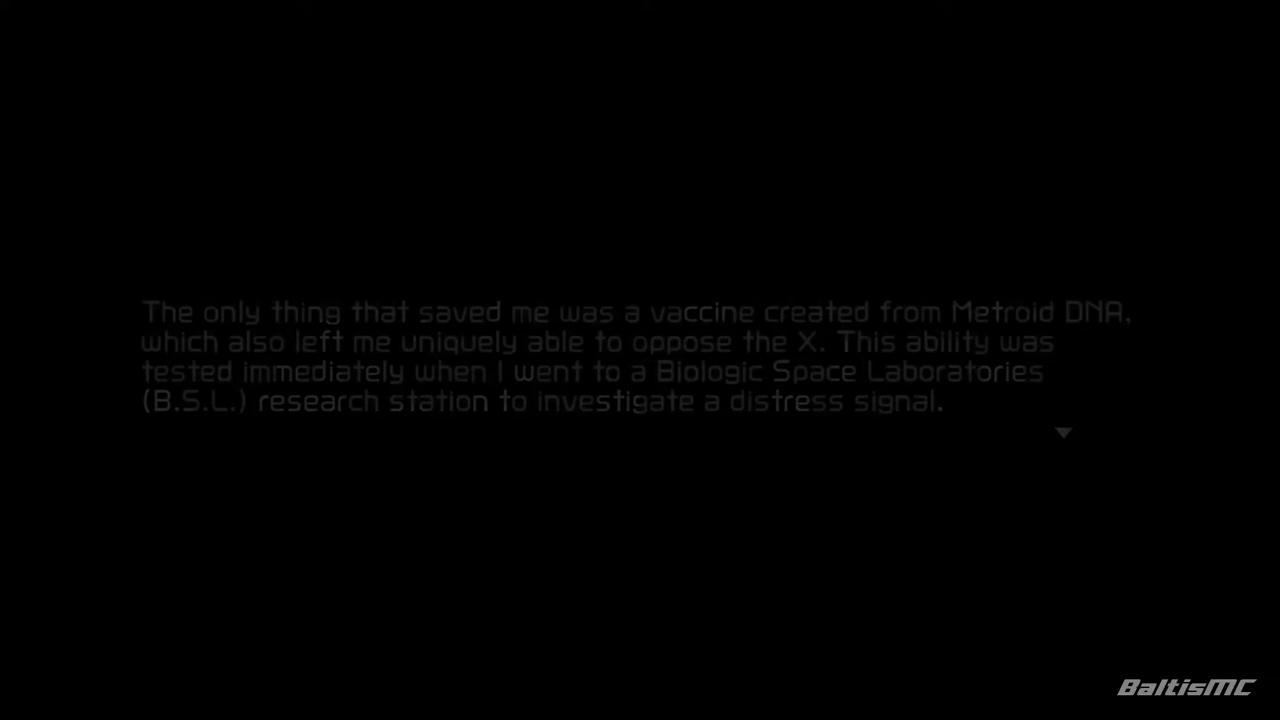 The only thing that saved me was a vaccine created from Metroid DNA,
which also left me uniquely able to oppose the X. This ability was
tested immediately when I went to a Biologic Space Laboratories
(B.S.L.) research station to investigate a distress signal.
BaltisMC